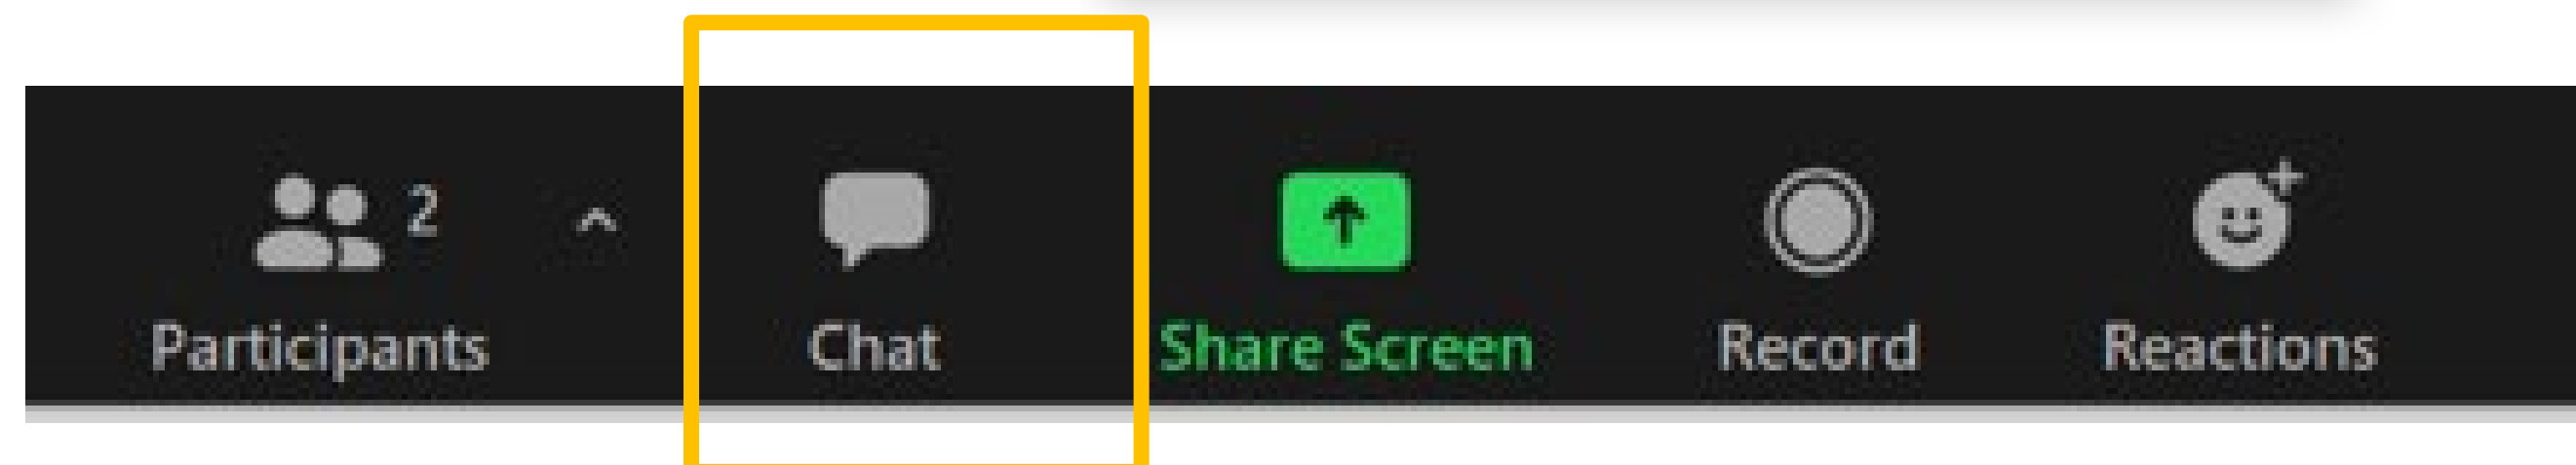 2
Participants
Chat
Share Screen
Record
Reactions